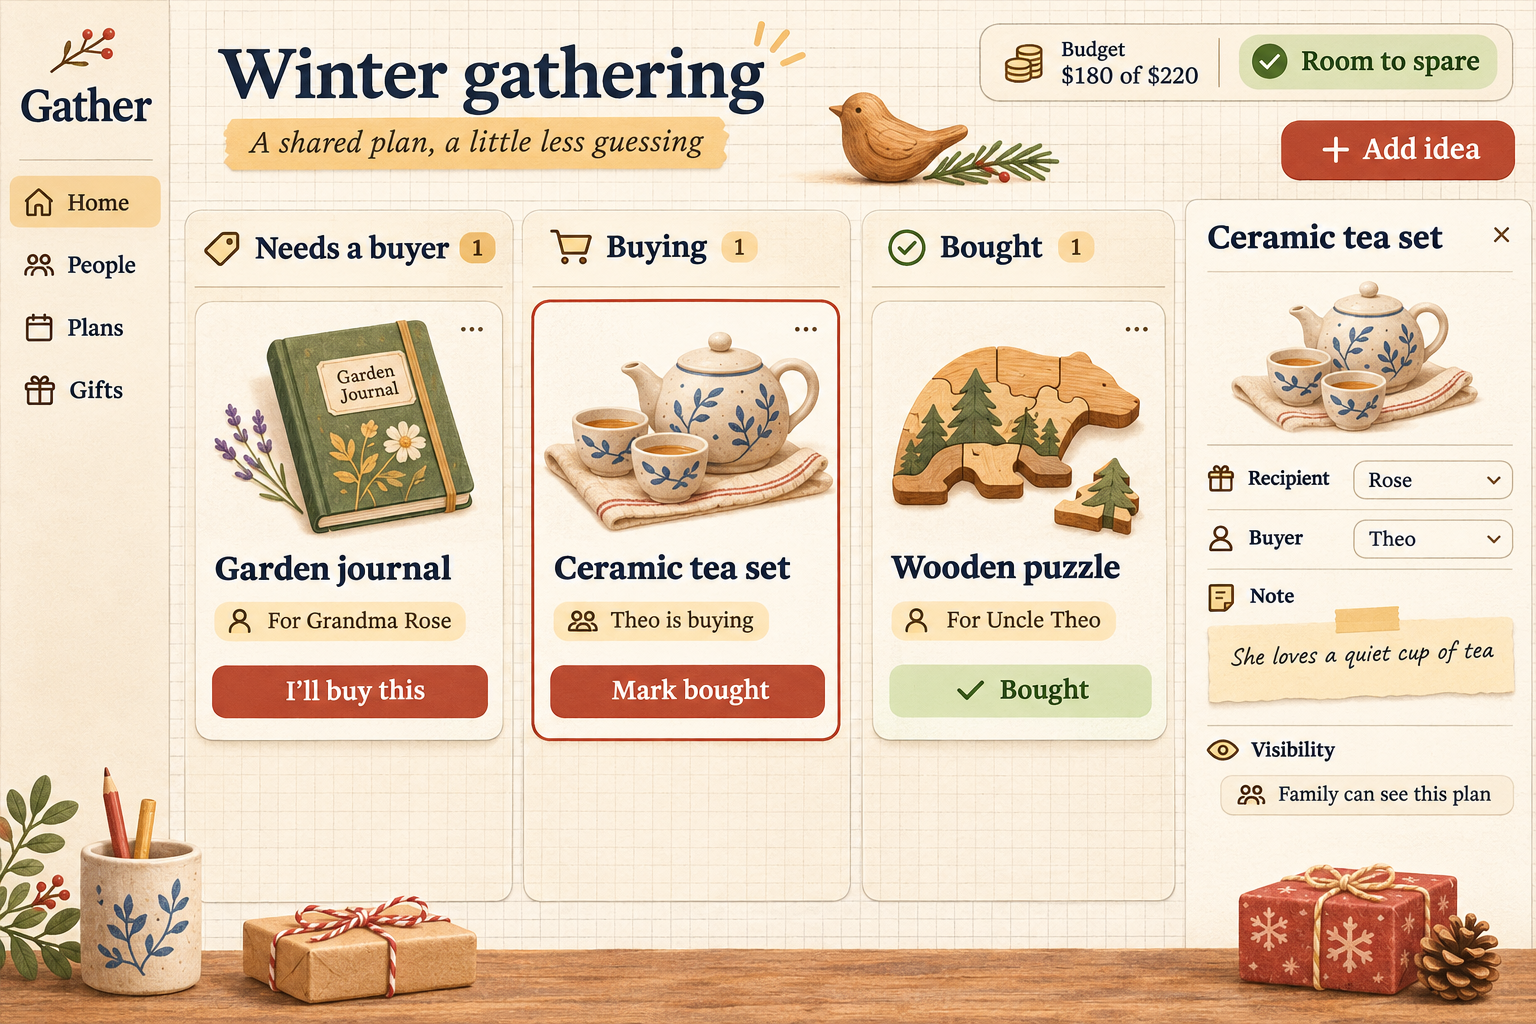 Gather
Home
People
Plans
Gifts
Winter gathering
A shared plan, a little less guessing
Budget
$180 of $220
Room to spare
+ Add idea
Needs a buyer 1
Garden
Journal
Garden journal
For Grandma Rose
I’ll buy this
Buying 1
Ceramic tea set
Theo is buying
Mark bought
Bought 1
Wooden puzzle
For Uncle Theo
Bought
Ceramic tea set
Recipient Rose
Buyer Theo
Note
She loves a quiet cup of tea
Visibility
Family can see this plan